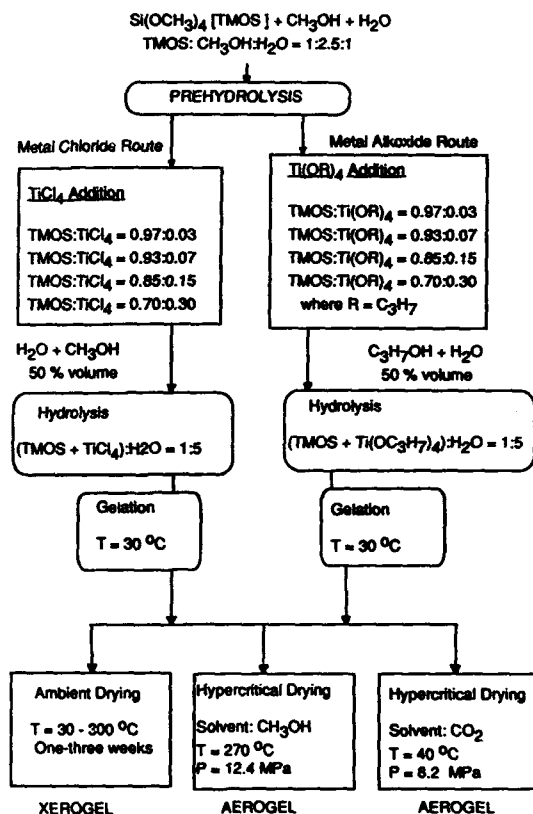 Si(OCH3)4 [TMOS] + CH3OH + H2O
TMOS: CH3OH:H2O = 1:2.5:1
PREHYDROLYSIS
Metal Chloride Route
Metal Alkoxide Route
TiCl4 Addition
TMOS:TiCl4 = 0.97:0.03
TMOS:TiCl4 = 0.93:0.07
TMOS:TiCl4 = 0.85:0.15
TMOS:TiCl4 = 0.70:0.30
Ti(OR)4 Addition
TMOS:Ti(OR)4 = 0.97:0.03
TMOS:Ti(OR)4 = 0.93:0.07
TMOS:Ti(OR)4 = 0.85:0.15
TMOS:Ti(OR)4 = 0.70:0.30
where R = C3H7
H2O + CH3OH
50 % volume
C3H7OH + H2O
50 % volume
Hydrolysis
(TMOS + TiCl4):H2O = 1:5
Hydrolysis
(TMOS + Ti(OC3H7)4):H2O = 1:5
Gelation
T = 30 ºC
Gelation
T = 30 ºC
Ambient Drying
T = 30 - 300 ºC
One-three weeks
Hypercritical Drying
Solvent: CH3OH
T = 270 ºC
P = 12.4 MPa
Hypercritical Drying
Solvent: CO2
T = 40 ºC
P = 8.2 MPa
XEROGEL
AEROGEL
AEROGEL